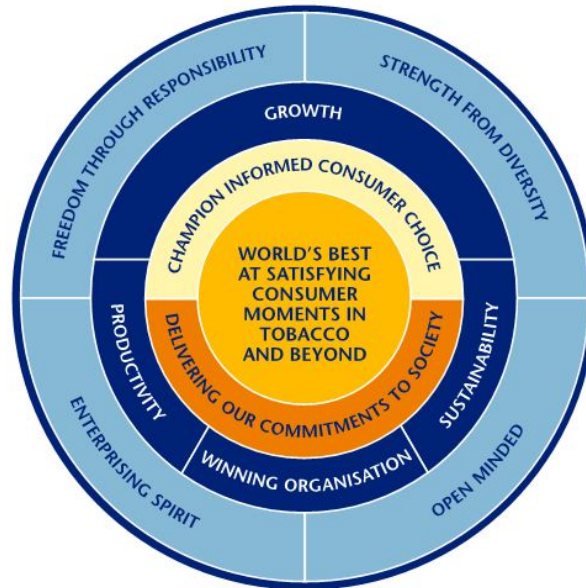 FREEDOM THROUGH RESPONSIBILITY
STRENGTH FROM DIVERSITY
GROWTH
CHAMPION INFORMED CONSUMER CHOICE
WORLD'S BEST
AT SATISFYING
CONSUMER
MOMENTS IN
TOBACCO
AND BEYOND
DELIVERING OUR COMMITMENTS TO SOCIETY
PRODUCTIVITY
WINNING ORGANISATION
SUSTAINABILITY
ENTERPRISING SPIRIT
OPEN MINDED